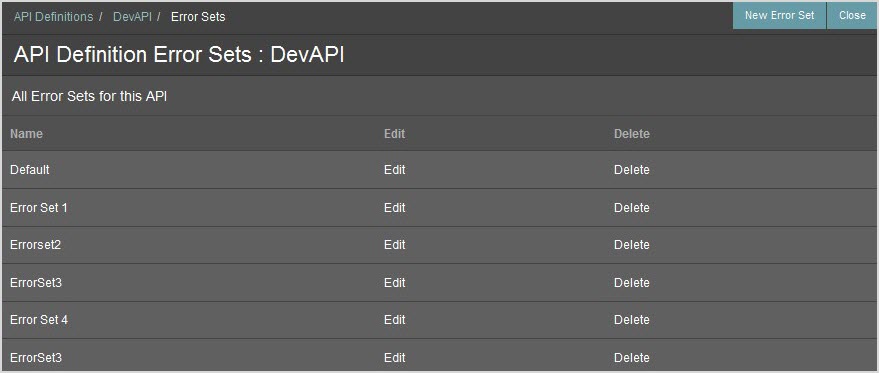 API Definitions / DevAPI / Error Sets New Error Set Close
API Definition Error Sets : DevAPI
All Error Sets for this API
Name Edit Delete
Default Edit Delete
Error Set 1 Edit Delete
Errorset2 Edit Delete
ErrorSet3 Edit Delete
Error Set 4 Edit Delete
ErrorSet3 Edit Delete